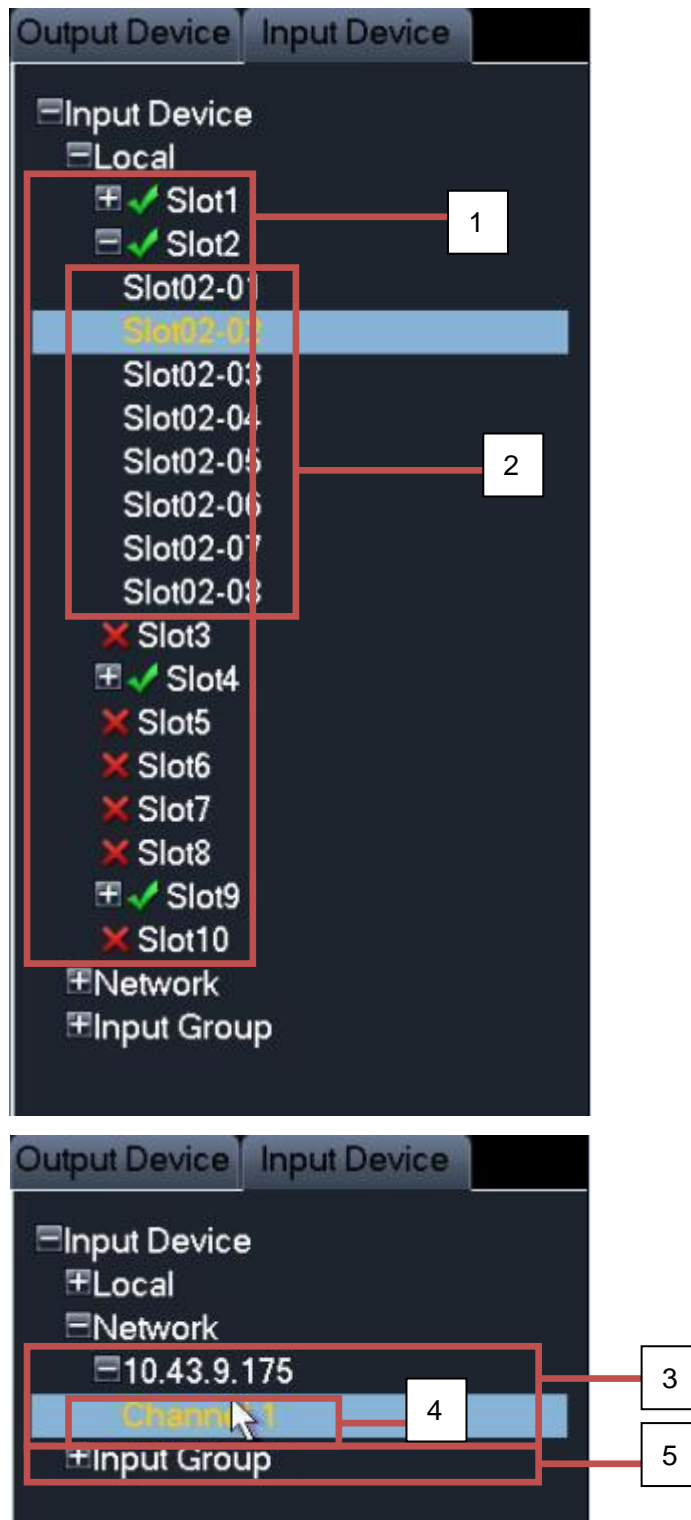 Output Device Input Device
Input Device
Local
Slot1
1
Slot2
Slot02-01
Slot02-02
Slot02-03
Slot02-04
Slot02-05
2
Slot02-06
Slot02-07
Slot02-08
Slot3
Slot4
Slot5
Slot6
Slot7
Slot8
Slot9
Slot10
Network
Input Group
Output Device Input Device
Input Device
Local
Network
10.43.9.175
3
Channel 1
4
Input Group
5